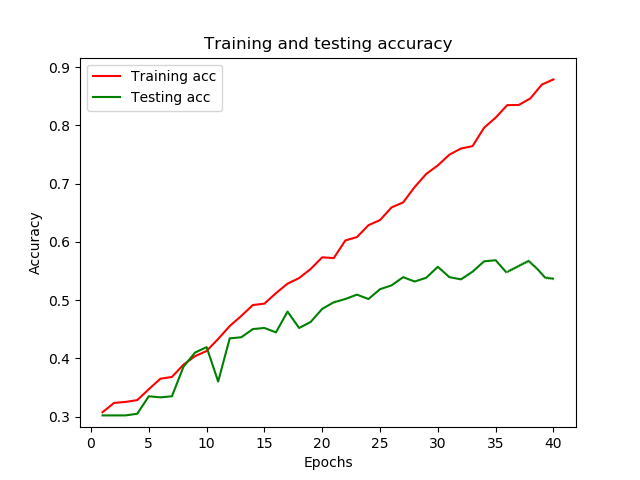 Training and testing accuracy
Training acc
Testing acc
0.9
0.8
0.7
0.6
0.5
0.4
0.3
Accuracy
0 5 10 15 20 25 30 35 40
Epochs